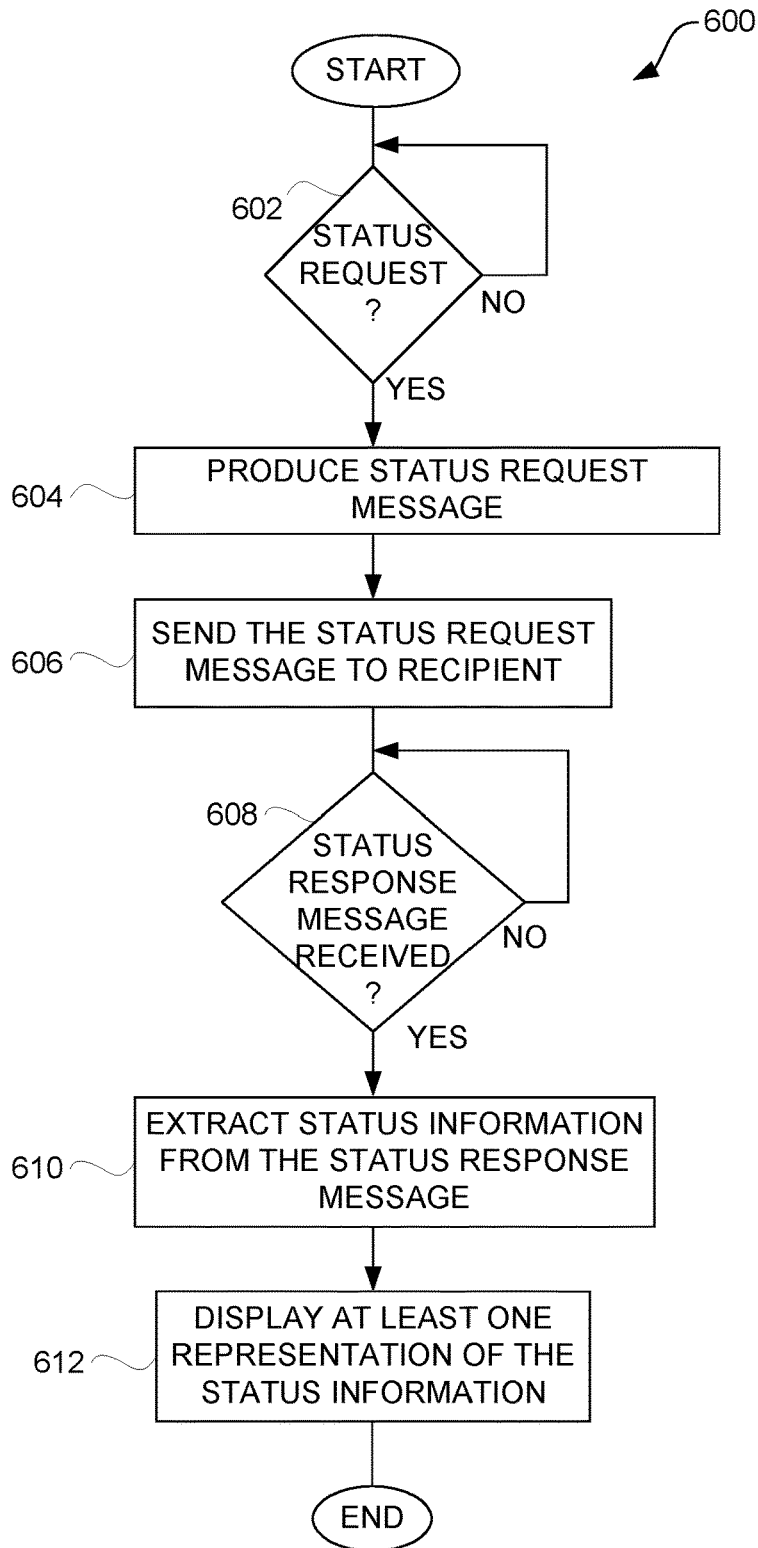 600
START
602
STATUS
REQUEST
?
NO
YES
604
PRODUCE STATUS REQUEST
MESSAGE
606
SEND THE STATUS REQUEST
MESSAGE TO RECIPIENT
608
STATUS
RESPONSE
MESSAGE
RECEIVED
?
NO
YES
610
EXTRACT STATUS INFORMATION
FROM THE STATUS RESPONSE
MESSAGE
612
DISPLAY AT LEAST ONE
REPRESENTATION OF THE
STATUS INFORMATION
END